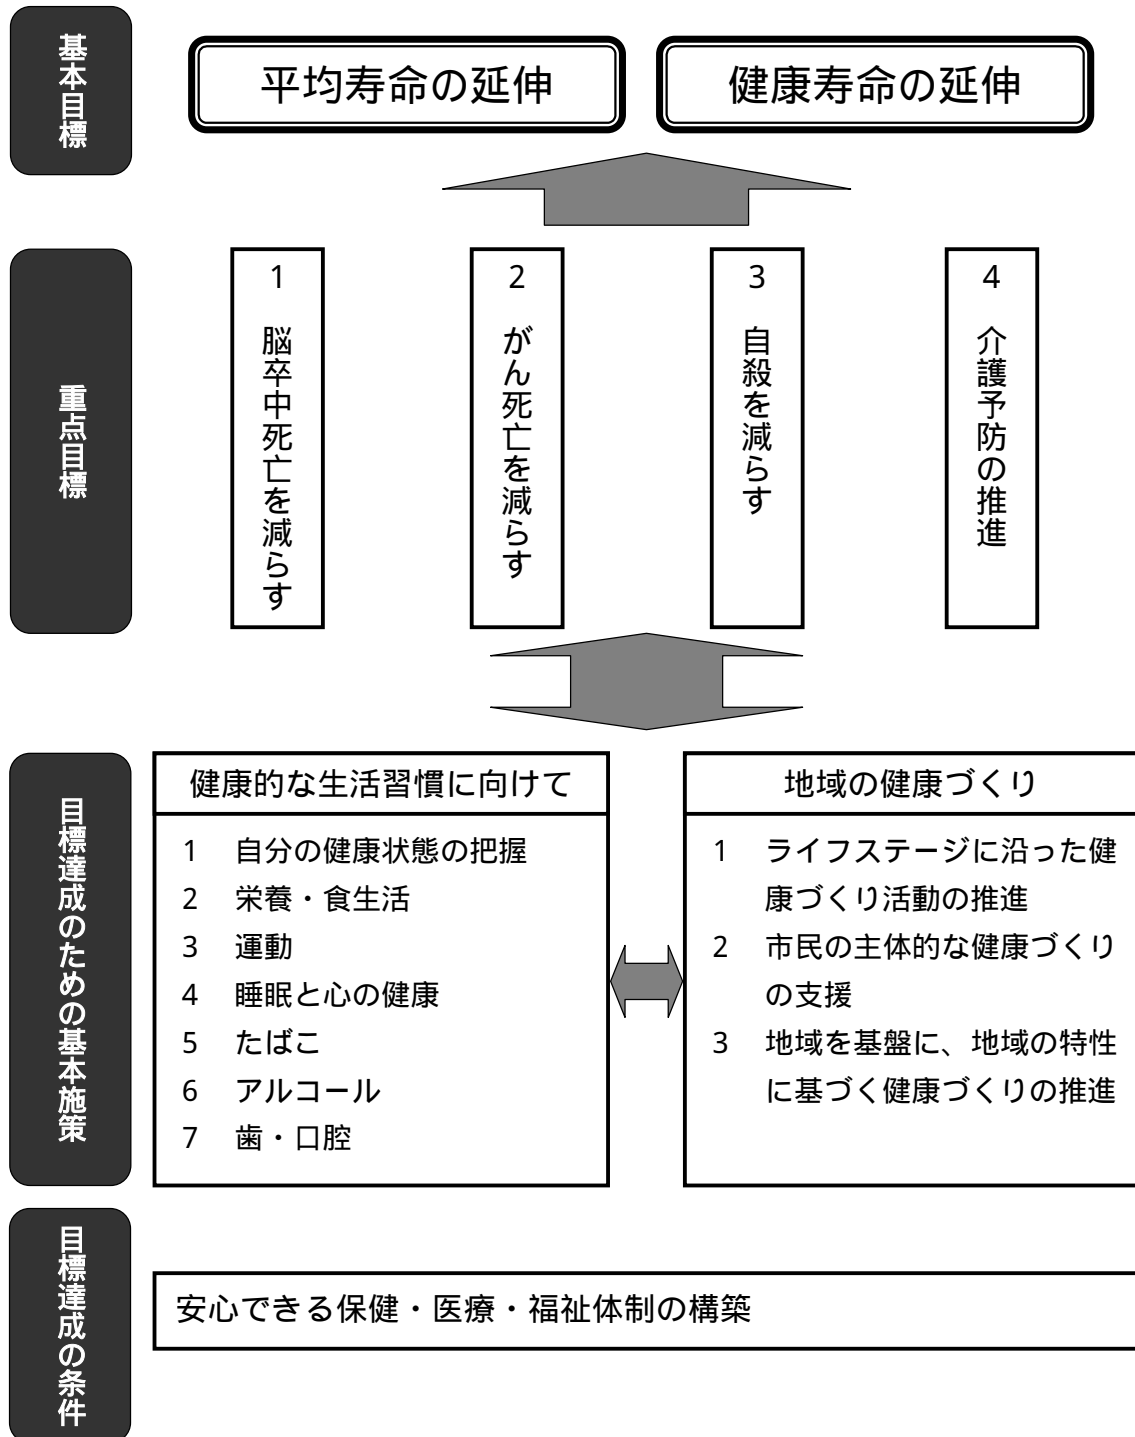 基本目標
平均寿命の延伸
健康寿命の延伸
重点目標
1 脳卒中死亡を減らす
2 がん死亡を減らす
3 自殺を減らす
4 介護予防の推進
目標達成のための基本施策
健康的な生活習慣に向けて
1 自分の健康状態の把握
2 栄養・食生活
3 運動
4 睡眠と心の健康
5 たばこ
6 アルコール
7 歯・口腔
地域の健康づくり
1 ライフステージに沿った健
康づくり活動の推進
2 市民の主体的な健康づくり
の支援
3 地域を基盤に、地域の特性
に基づく健康づくりの推進
目標達成の条件
安心できる保健・医療・福祉体制の構築